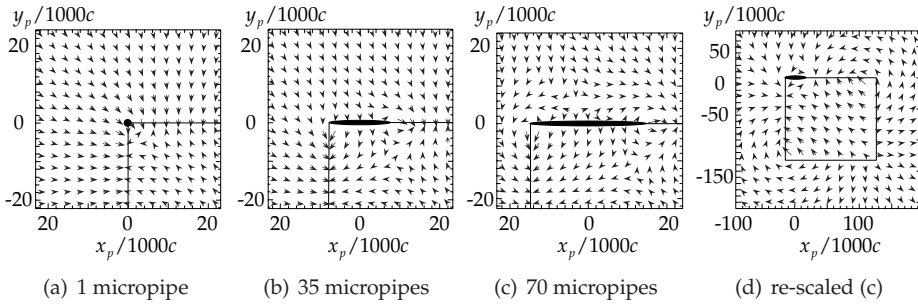 y_p/1000c y_p/1000c y_p/1000c y_p/1000c
20 20 20 50
0 0 0 0
-50
-20 -20 -20 -150
20 0 20 20 0 20 20 0 20 -100 0 100
x_p/1000c x_p/1000c x_p/1000c x_p/1000c
(a) 1 micropipe (b) 35 micropipes (c) 70 micropipes (d) re-scaled (c)